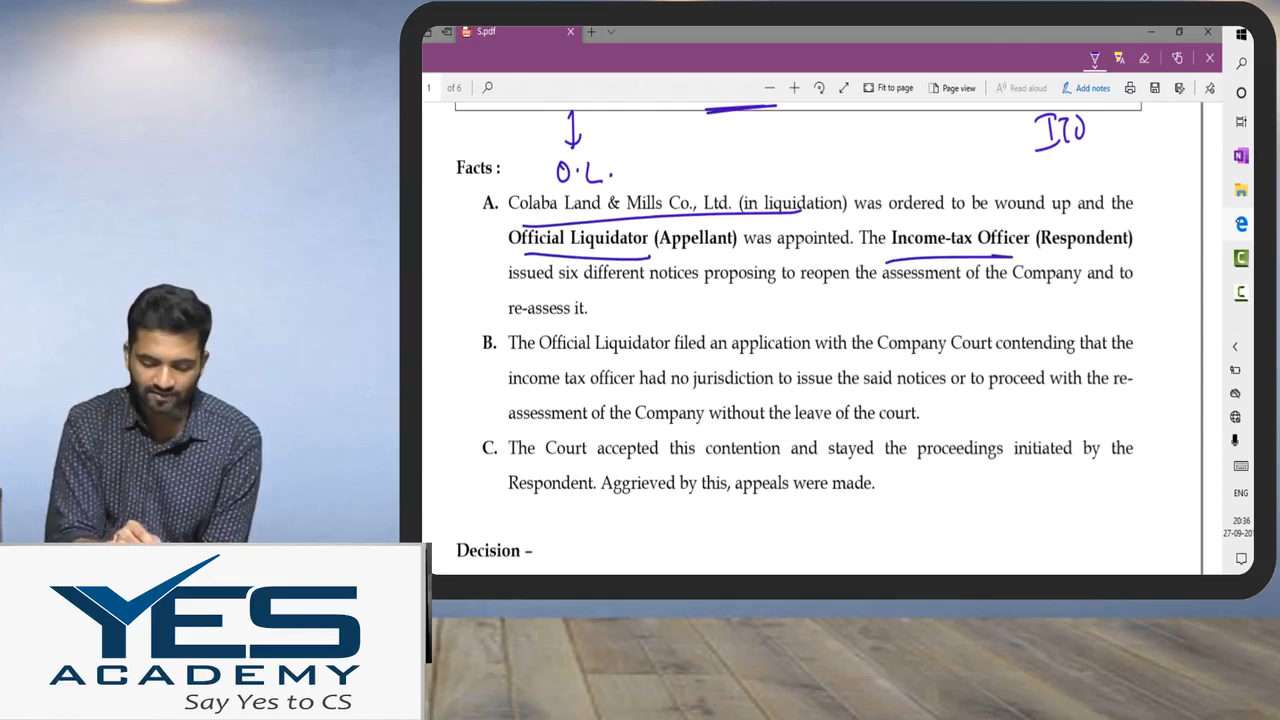 S.pdf
1 of 6
Fit to page
Page view
Read aloud
Add notes
ITO
Facts :
O.L.
A. Colaba Land & Mills Co., Ltd. (in liquidation) was ordered to be wound up and the
Official Liquidator (Appellant) was appointed. The Income-tax Officer (Respondent)
issued six different notices proposing to reopen the assessment of the Company and to
re-assess it.
B. The Official Liquidator filed an application with the Company Court contending that the
income tax officer had no jurisdiction to issue the said notices or to proceed with the re-
assessment of the Company without the leave of the court.
C. The Court accepted this contention and stayed the proceedings initiated by the
Respondent. Aggrieved by this, appeals were made.
Decision –
ENG
20:36
27-09-20
YES
ACADEMY
Say Yes to CS